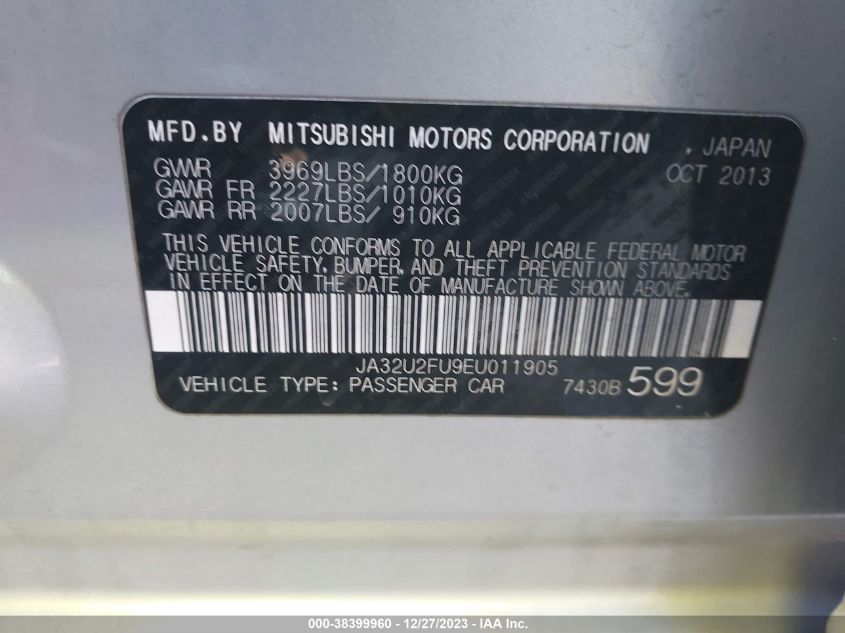 MFD.BY MITSUBISHI MOTORS CORPORATION , JAPAN
GVWR 3969LBS/1800KG OCT 2013
GAWR FR 2227LBS/1010KG
GAWR RR 2007LBS/ 910KG
THIS VEHICLE CONFORMS TO ALL APPLICABLE FEDERAL MOTOR
VEHICLE SAFETY, BUMPER, AND THEFT PREVENTION STANDARDS
IN EFFECT ON THE DATE OF MANUFACTURE SHOWN ABOVE.
JA32U2FU9EU011905
VEHICLE TYPE: PASSENGER CAR 7430B 599
000-38399960 - 12/27/2023 - IAA Inc.